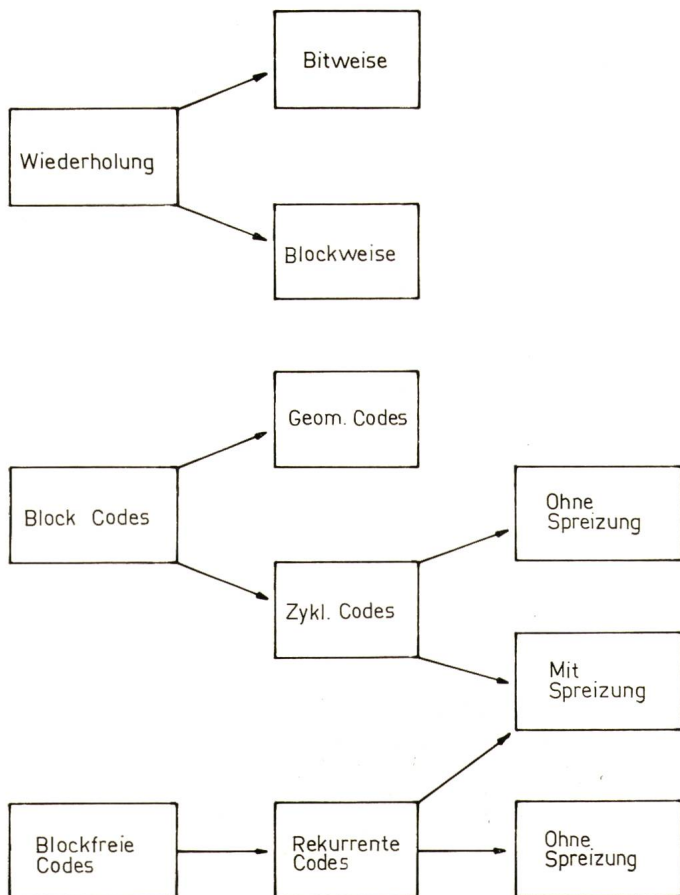 Bitweise
Wiederholung
Blockweise
Geom. Codes
Block Codes
Ohne
Spreizung
Zykl. Codes
Mit
Spreizung
Blockfreie
Codes
Rekurrente
Codes
Ohne
Spreizung